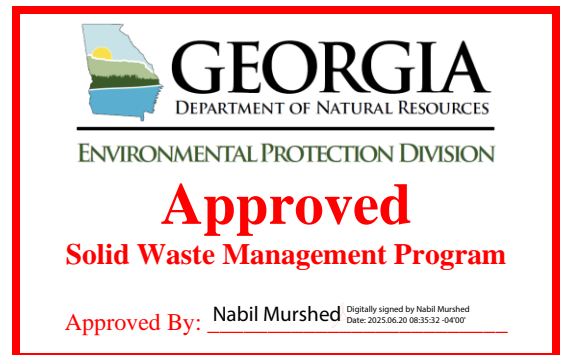 GEORGIA
DEPARTMENT OF NATURAL RESOURCES
ENVIRONMENTAL PROTECTION DIVISION
Approved
Solid Waste Management Program
Approved By: Nabil Murshed Digitally signed by Nabil Murshed
Date: 2025.06.20 08:35:32 -04'00'